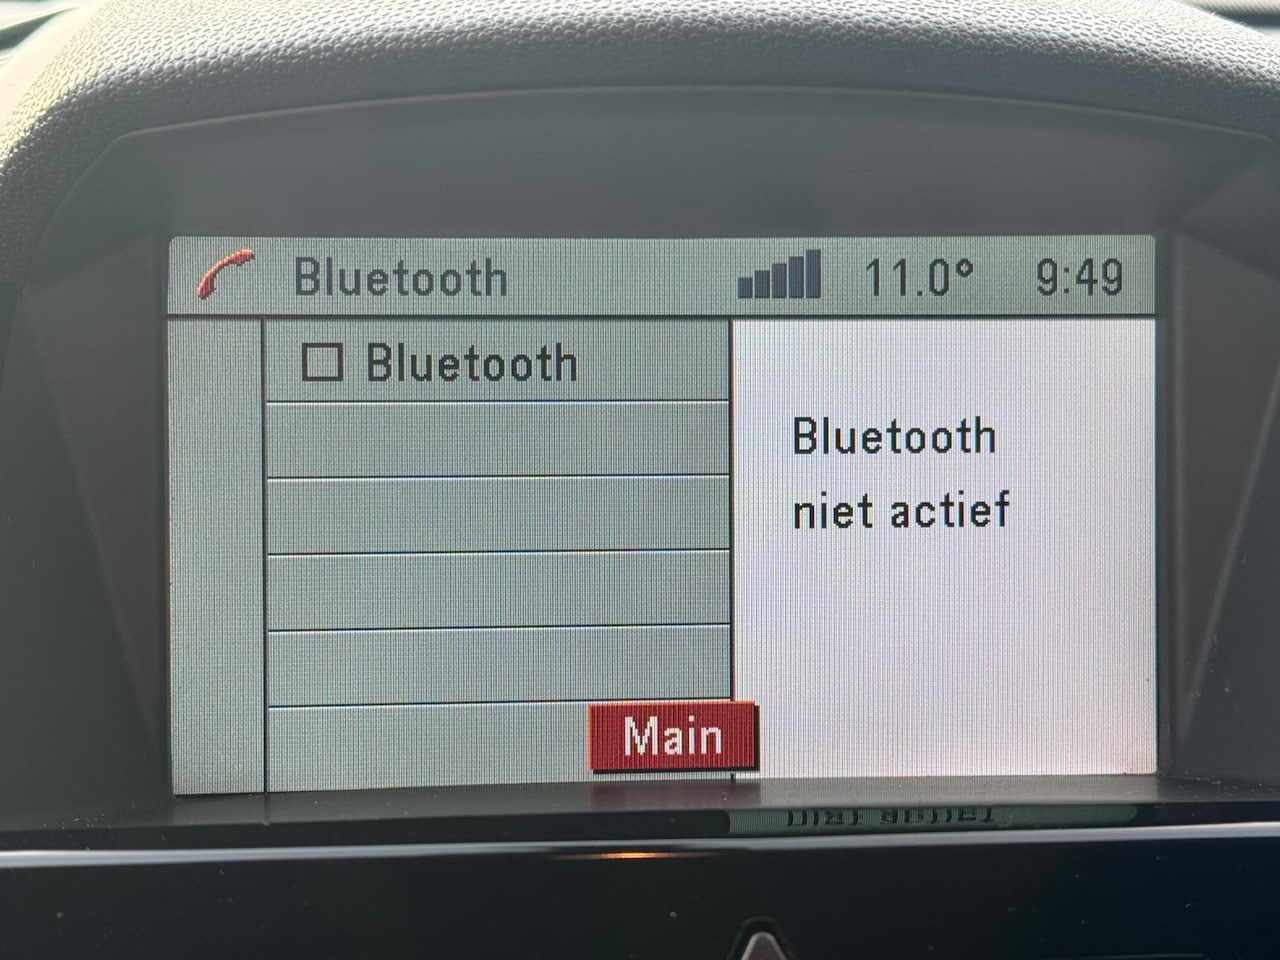 Bluetooth 11.0° 9:49
Bluetooth
Bluetooth
niet actief
Main